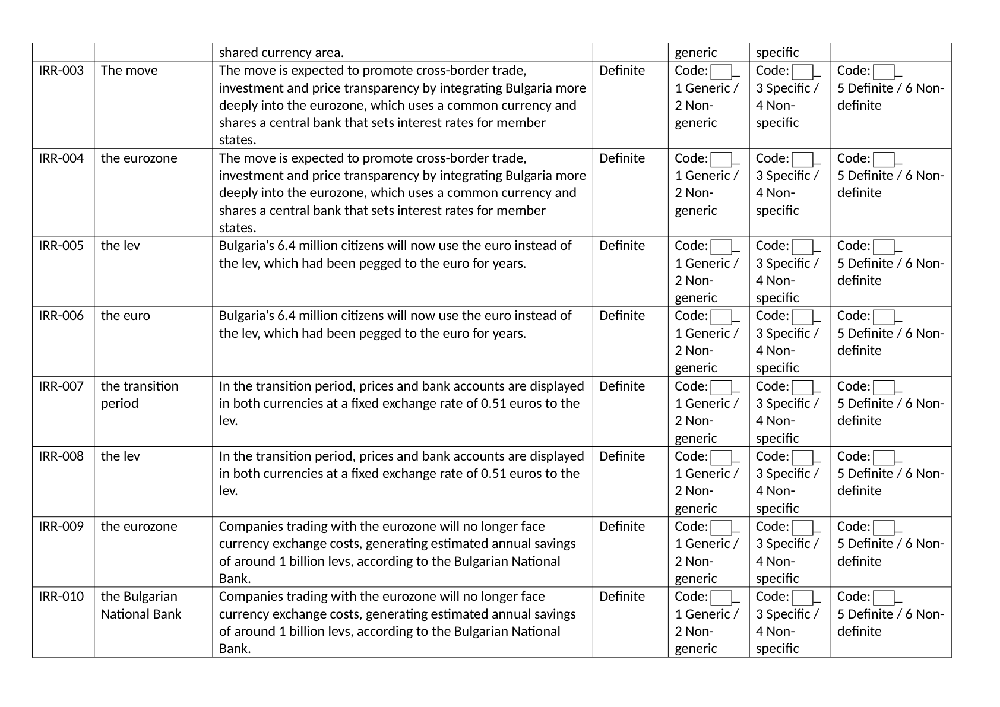 shared currency area.
generic
specific
IRR-003
The move
The move is expected to promote cross-border trade,
investment and price transparency by integrating Bulgaria more
deeply into the eurozone, which uses a common currency and
shares a central bank that sets interest rates for member
states.
Definite
Code: _
1 Generic /
2 Non-
generic
Code: _
3 Specific /
4 Non-
specific
Code: _
5 Definite / 6 Non-
definite
IRR-004
the eurozone
The move is expected to promote cross-border trade,
investment and price transparency by integrating Bulgaria more
deeply into the eurozone, which uses a common currency and
shares a central bank that sets interest rates for member
states.
Definite
Code: _
1 Generic /
2 Non-
generic
Code: _
3 Specific /
4 Non-
specific
Code: _
5 Definite / 6 Non-
definite
IRR-005
the lev
Bulgaria’s 6.4 million citizens will now use the euro instead of
the lev, which had been pegged to the euro for years.
Definite
Code: _
1 Generic /
2 Non-
generic
Code: _
3 Specific /
4 Non-
specific
Code: _
5 Definite / 6 Non-
definite
IRR-006
the euro
Bulgaria’s 6.4 million citizens will now use the euro instead of
the lev, which had been pegged to the euro for years.
Definite
Code: _
1 Generic /
2 Non-
generic
Code: _
3 Specific /
4 Non-
specific
Code: _
5 Definite / 6 Non-
definite
IRR-007
the transition
period
In the transition period, prices and bank accounts are displayed
in both currencies at a fixed exchange rate of 0.51 euros to the
lev.
Definite
Code: _
1 Generic /
2 Non-
generic
Code: _
3 Specific /
4 Non-
specific
Code: _
5 Definite / 6 Non-
definite
IRR-008
the lev
In the transition period, prices and bank accounts are displayed
in both currencies at a fixed exchange rate of 0.51 euros to the
lev.
Definite
Code: _
1 Generic /
2 Non-
generic
Code: _
3 Specific /
4 Non-
specific
Code: _
5 Definite / 6 Non-
definite
IRR-009
the eurozone
Companies trading with the eurozone will no longer face
currency exchange costs, generating estimated annual savings
of around 1 billion levs, according to the Bulgarian National
Bank.
Definite
Code: _
1 Generic /
2 Non-
generic
Code: _
3 Specific /
4 Non-
specific
Code: _
5 Definite / 6 Non-
definite
IRR-010
the Bulgarian
National Bank
Companies trading with the eurozone will no longer face
currency exchange costs, generating estimated annual savings
of around 1 billion levs, according to the Bulgarian National
Bank.
Definite
Code: _
1 Generic /
2 Non-
generic
Code: _
3 Specific /
4 Non-
specific
Code: _
5 Definite / 6 Non-
definite